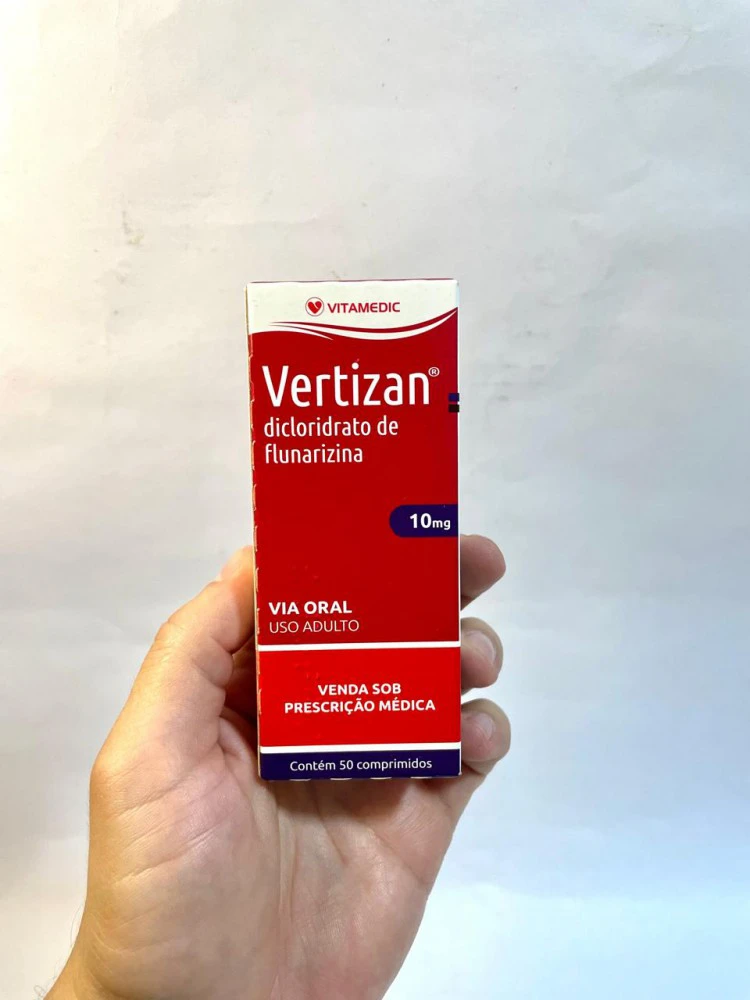 VITAMEDIC
Vertizan®
dicloridrato de
flunarizina
10mg
VIA ORAL
USO ADULTO
VENDA SOB
PRESCRIÇÃO MÉDICA
Contém 50 comprimidos